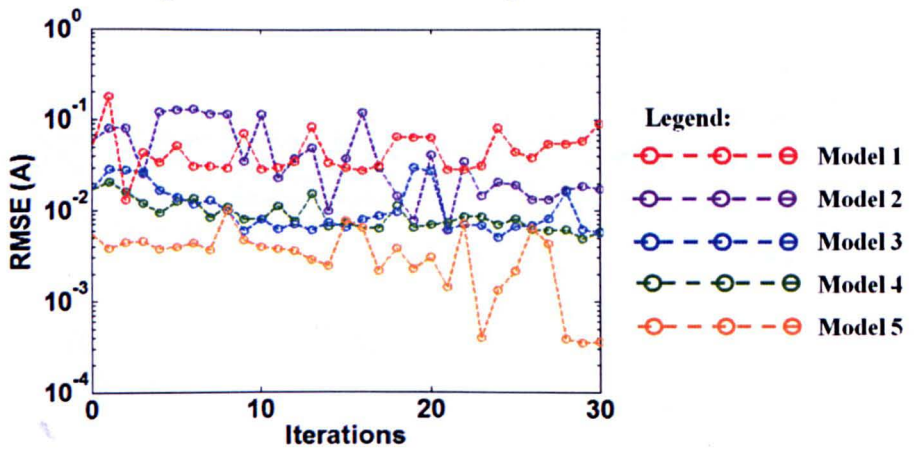 10^0
10^-1
10^-2
10^-3
10^-4
RMSE (A)
0
10
20
30
Iterations
Legend:
Model 1
Model 2
Model 3
Model 4
Model 5